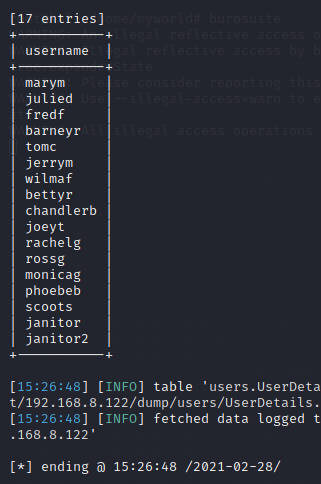 [17 entries]
+-----------+
| username |
+-----------+
| marym |
| julied |
| fredf |
| barneyr |
| tomc |
| jerrym |
| wilmaf |
| bettyr |
| chandlerb |
| joeyt |
| rachelg |
| rossg |
| monicag |
| phoebeb |
| scoots |
| janitor |
| janitor2 |
+-----------+
[15:26:48] [INFO] table 'users.UserDeta
t/192.168.8.122/dump/users/UserDetails.
[15:26:48] [INFO] fetched data logged t
.168.8.122'
[*] ending @ 15:26:48 /2021-02-28/